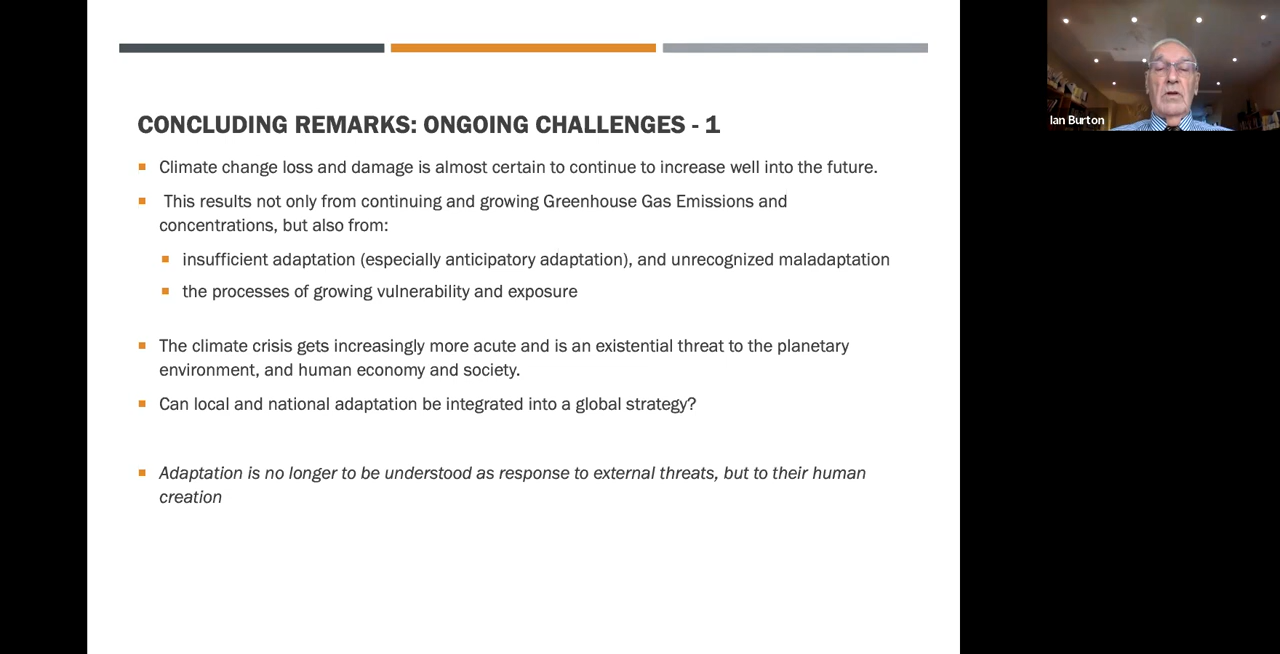 CONCLUDING REMARKS: ONGOING CHALLENGES - 1
Climate change loss and damage is almost certain to continue to increase well into the future.
This results not only from continuing and growing Greenhouse Gas Emissions and
concentrations, but also from:
insufficient adaptation (especially anticipatory adaptation), and unrecognized maladaptation
the processes of growing vulnerability and exposure
The climate crisis gets increasingly more acute and is an existential threat to the planetary
environment, and human economy and society.
Can local and national adaptation be integrated into a global strategy?
Adaptation is no longer to be understood as response to external threats, but to their human
creation
Ian Burton